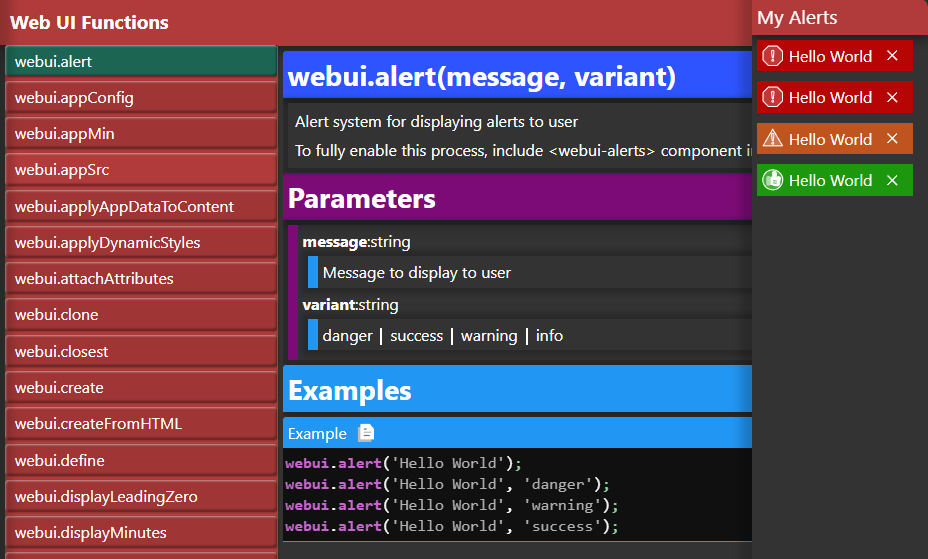 Web UI Functions
webui.alert
webui.appConfig
webui.appMin
webui.appSrc
webui.applyAppDataToContent
webui.applyDynamicStyles
webui.attachAttributes
webui.clone
webui.closest
webui.create
webui.createFromHTML
webui.define
webui.displayLeadingZero
webui.displayMinutes
webui.alert(message, variant)
Alert system for displaying alerts to user
To fully enable this process, include <webui-alerts> component i
Parameters
message:string
Message to display to user
variant:string
danger | success | warning | info
Examples
Example
webui.alert('Hello World');
webui.alert('Hello World', 'danger');
webui.alert('Hello World', 'warning');
webui.alert('Hello World', 'success');
My Alerts
Hello World ×
Hello World ×
Hello World ×
Hello World ×